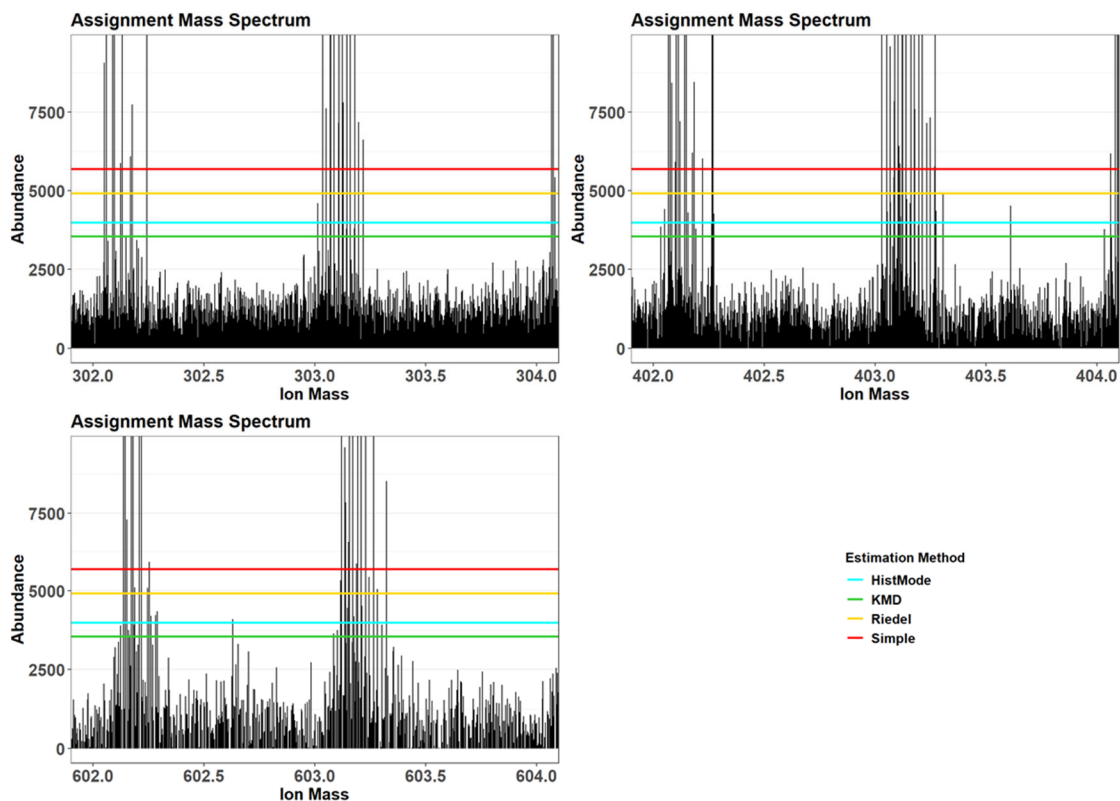 Assignment Mass Spectrum
Abundance
7500
5000
2500
0
302.0 302.5 303.0 303.5 304.0
Ion Mass
Assignment Mass Spectrum
Abundance
7500
5000
2500
0
402.0 402.5 403.0 403.5 404.0
Ion Mass
Assignment Mass Spectrum
Abundance
7500
5000
2500
0
602.0 602.5 603.0 603.5 604.0
Ion Mass
Estimation Method
HistMode
KMD
Riedel
Simple